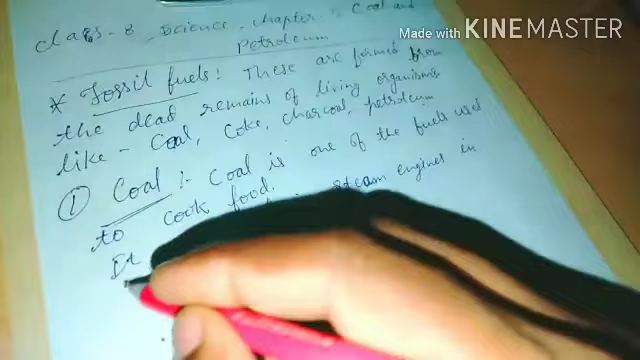 Made with KINEMASTER
Class - 8 Science Chapter - 5 Coal and
Petroleum
* Fossil fuels : These are formed from
the dead remains of living organisms
like - Coal, Coke, charcoal, petroleum
① Coal :- Coal is one of the fuels used
to cook food.
It steam engines in